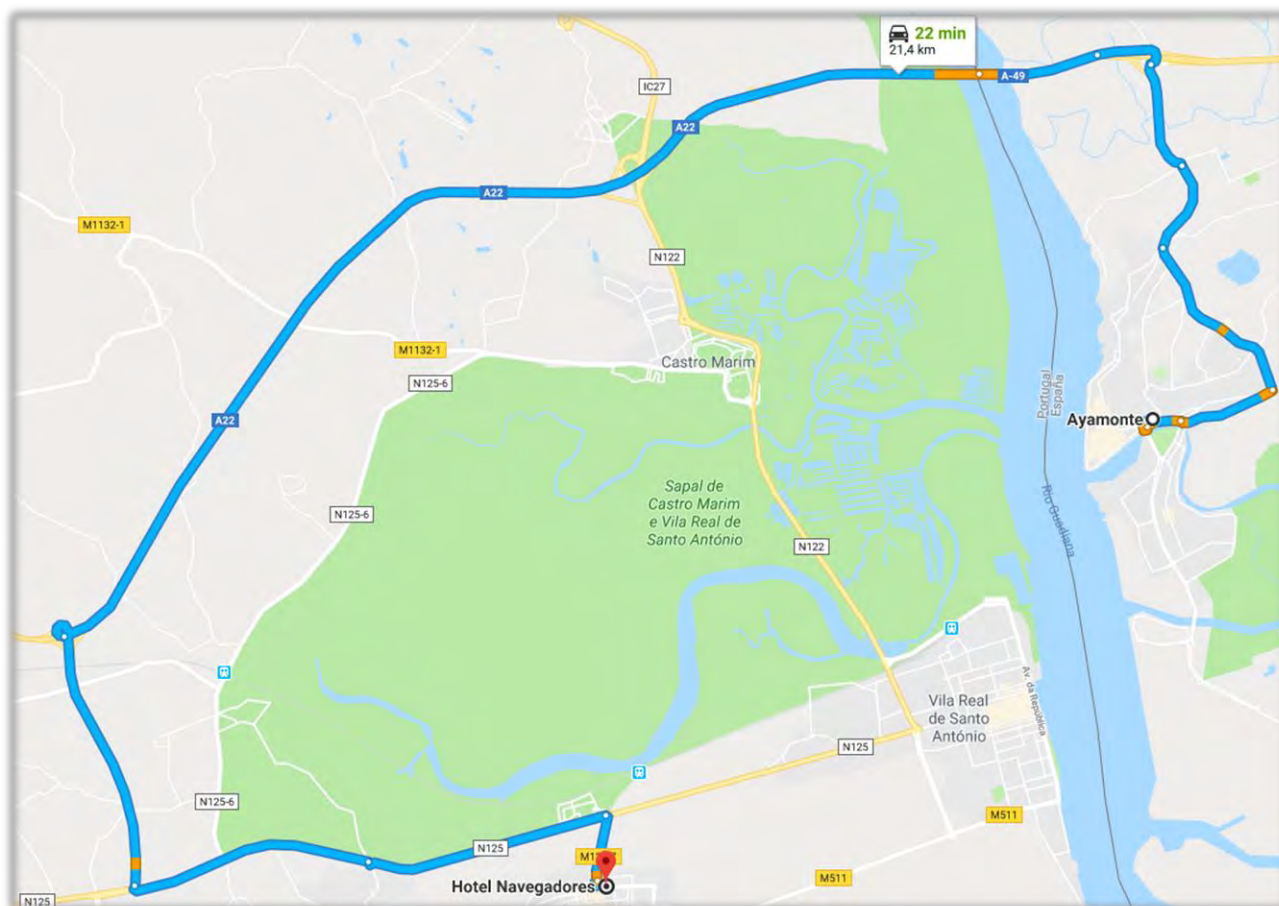 22 min
21,4 km
A-49
IC27
A22
A22
M1132-1
N122
M1132-1
Castro Marim
N125-6
Portugal
España
Ayamonte
A22
Sapal de
Castro Marim
e Vila Real de
Santo António
Río Guadiana
N125-6
N122
Av. da República
Vila Real
de Santo
António
N125
N125-6
M511
N125
Hotel Navegadores
M511
N125